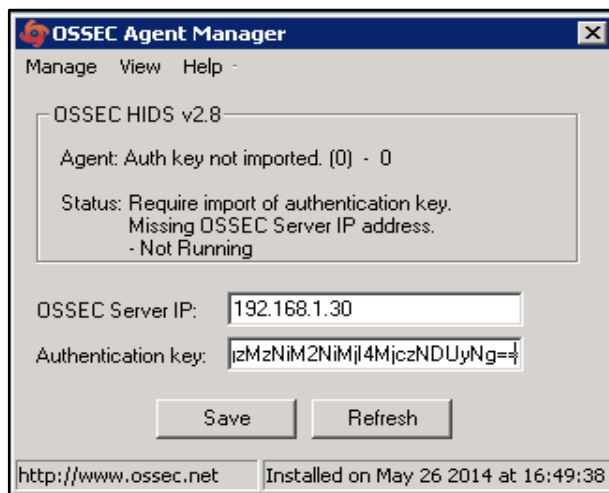 OSSEC Agent Manager
Manage View Help
OSSEC HIDS v2.8
Agent: Auth key not imported. (0) - 0
Status: Require import of authentication key.
Missing OSSEC Server IP address.
- Not Running
OSSEC Server IP: 192.168.1.30
Authentication key:
Save Refresh
http://www.ossec.net Installed on May 26 2014 at 16:49:38